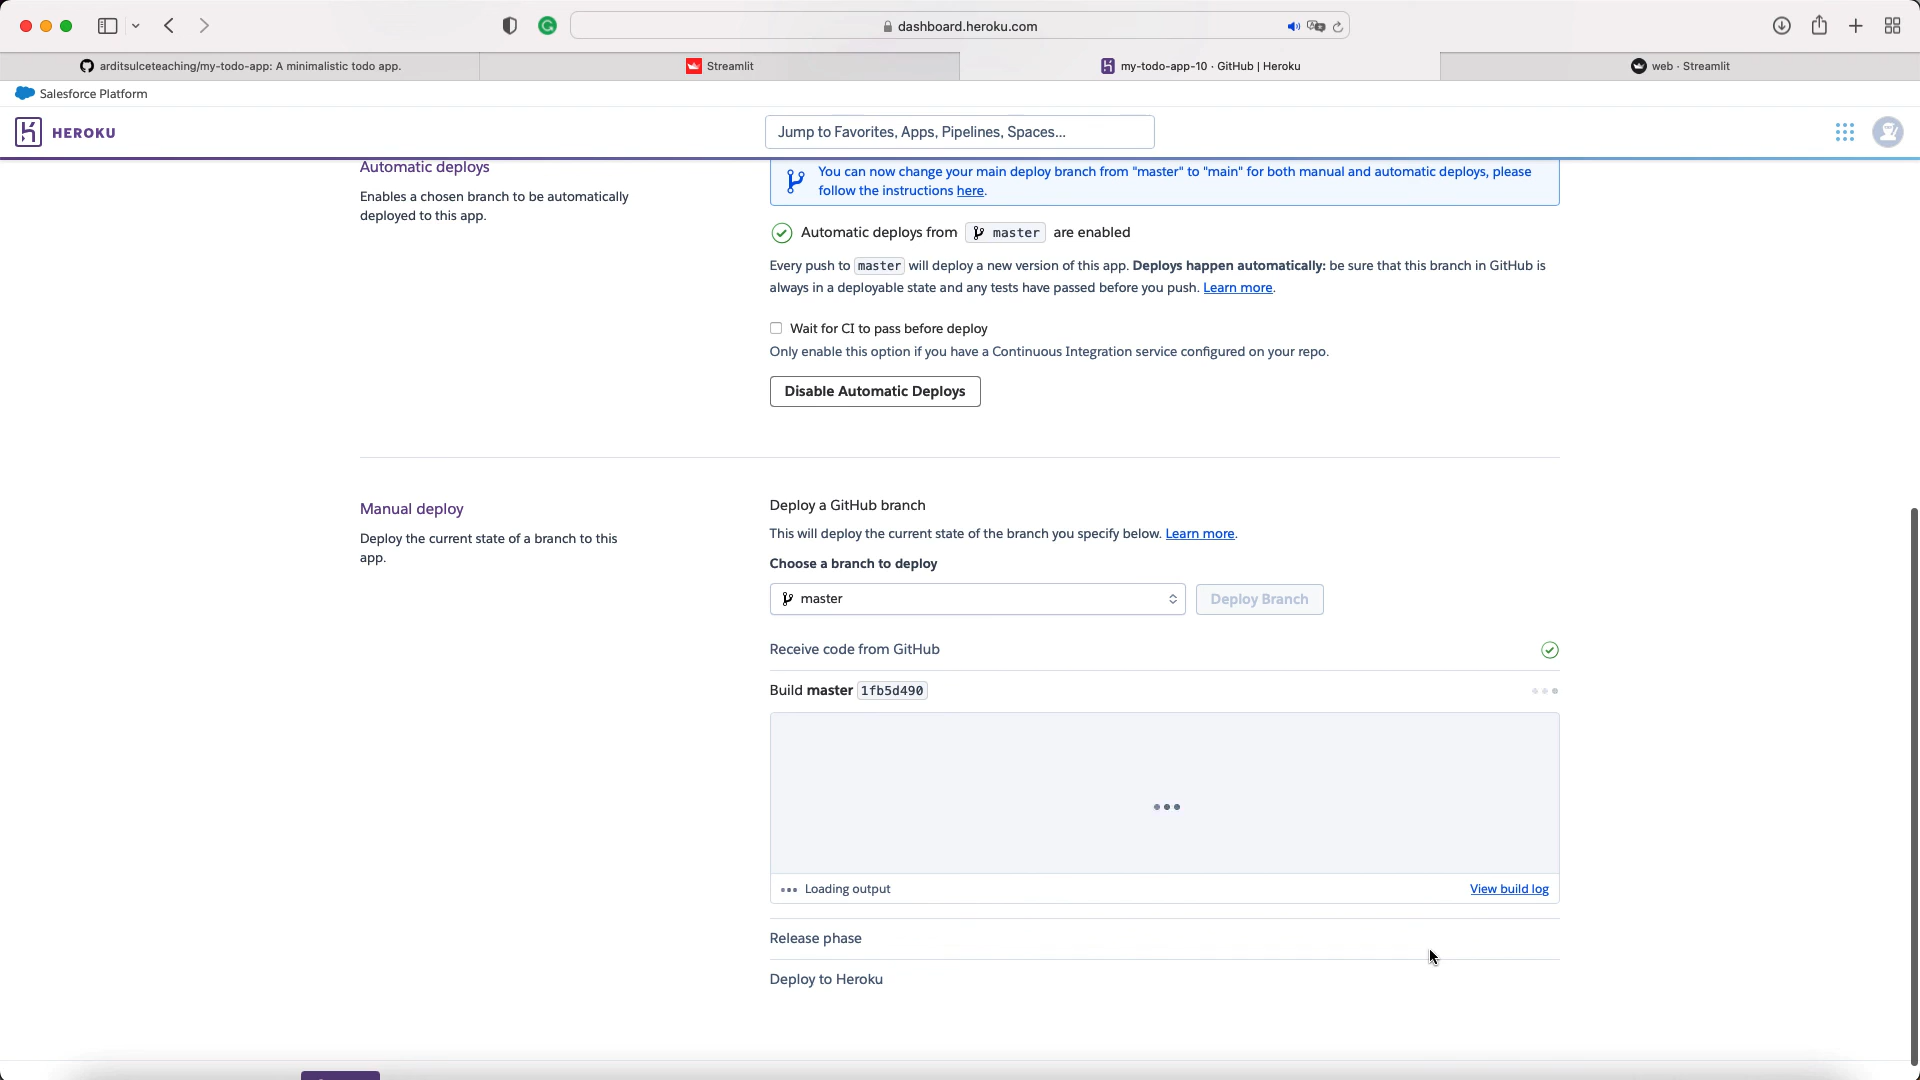 dashboard.heroku.com
arditsulceteaching/my-todo-app: A minimalistic todo app.
Streamlit
my-todo-app-10 · GitHub | Heroku
web · Streamlit
Salesforce Platform
HEROKU
Jump to Favorites, Apps, Pipelines, Spaces...
Automatic deploys
Enables a chosen branch to be automatically
deployed to this app.
You can now change your main deploy branch from "master" to "main" for both manual and automatic deploys, please
follow the instructions here.
Automatic deploys from master are enabled
Every push to master will deploy a new version of this app. Deploys happen automatically: be sure that this branch in GitHub is
always in a deployable state and any tests have passed before you push. Learn more.
Wait for CI to pass before deploy
Only enable this option if you have a Continuous Integration service configured on your repo.
Disable Automatic Deploys
Manual deploy
Deploy the current state of a branch to this
app.
Deploy a GitHub branch
This will deploy the current state of the branch you specify below. Learn more.
Choose a branch to deploy
master
Deploy Branch
Receive code from GitHub
Build master 1fb5d490
Loading output
View build log
Release phase
Deploy to Heroku